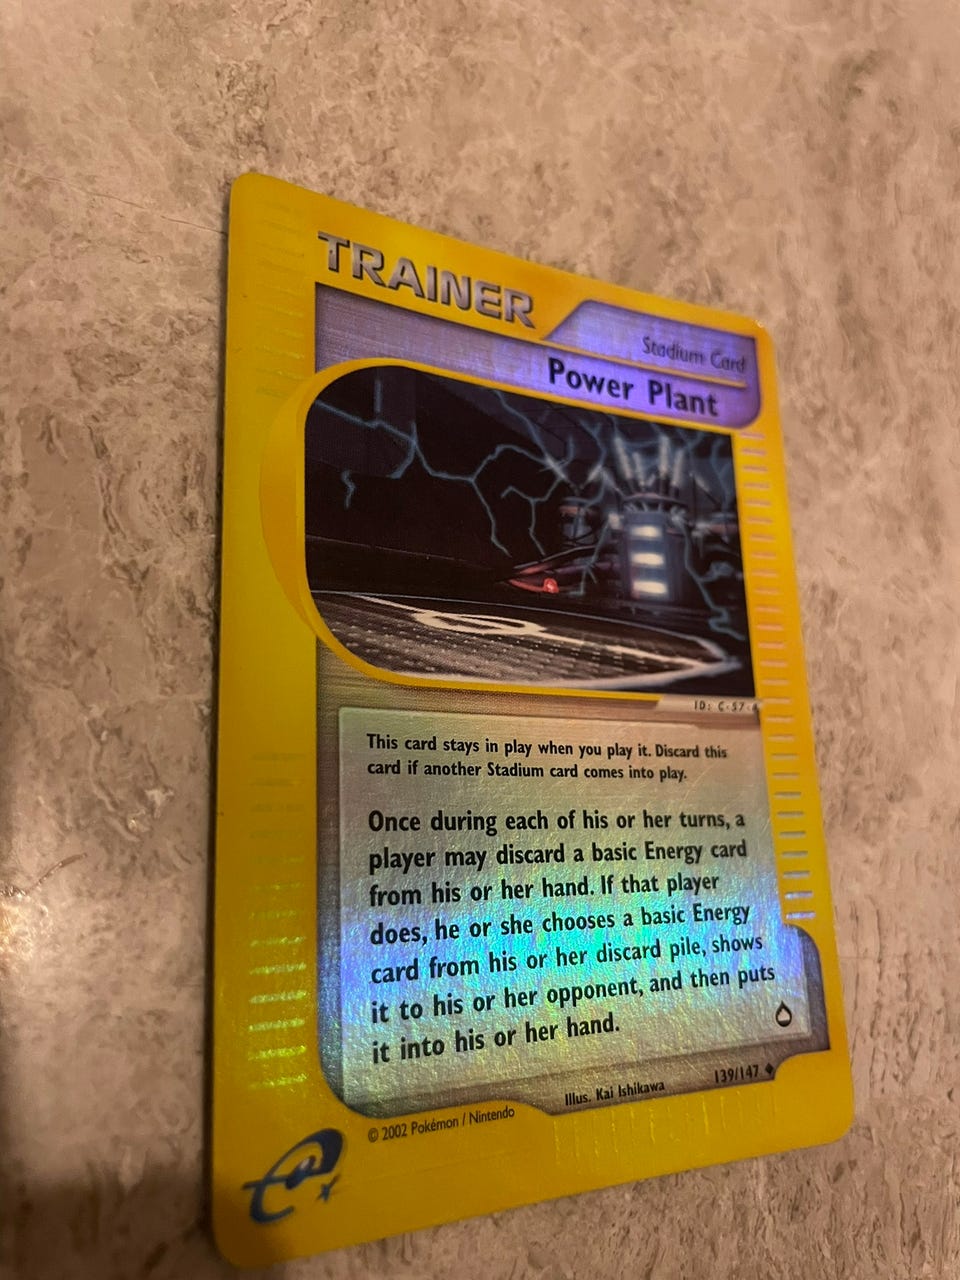 TRAINER
Stadium Card
Power Plant
ID: C-57-
This card stays in play when you play it. Discard this
card if another Stadium card comes into play.
Once during each of his or her turns, a
player may discard a basic Energy card
from his or her hand. If that player
does, he or she chooses a basic Energy
card from his or her discard pile, shows
it to his or her opponent, and then puts
it into his or her hand.
139/147
Illus. Kai Ishikawa
© 2002 Pokémon / Nintendo
e